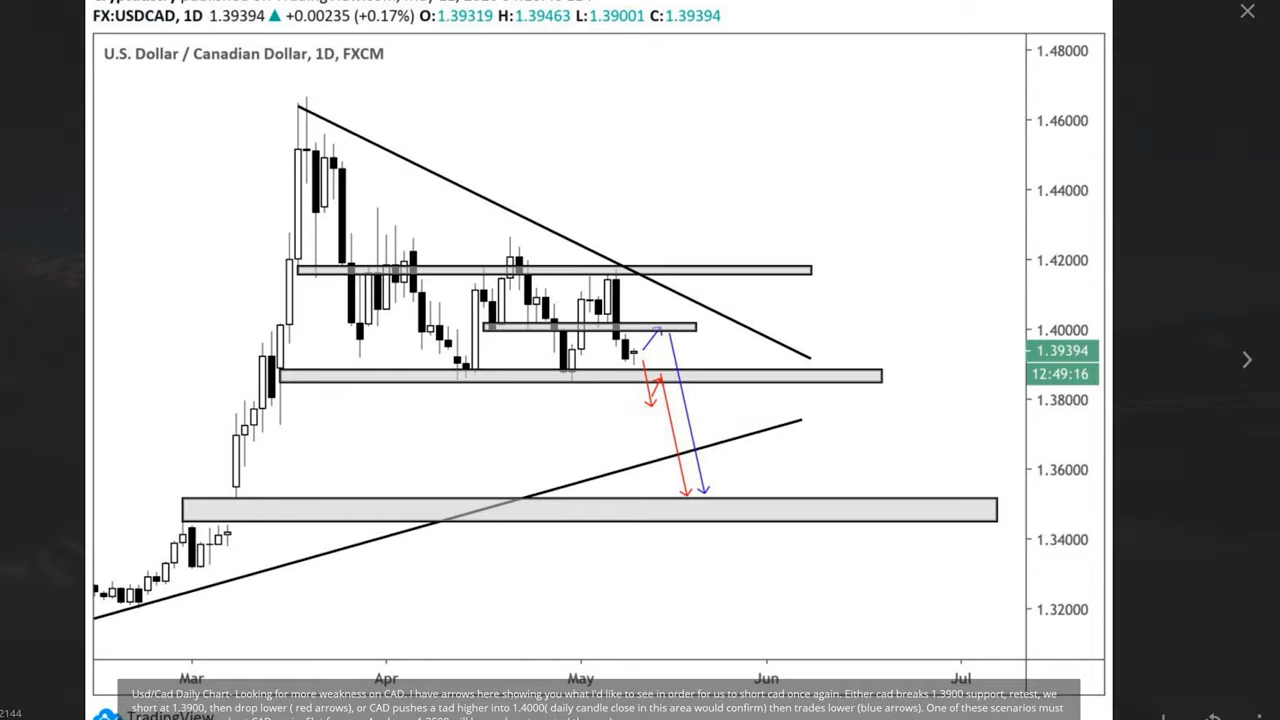 FX:USDCAD, 1D 1.39394 ▲ +0.00235 (+0.17%) O:1.39319 H:1.39463 L:1.39001 C:1.39394
U.S. Dollar / Canadian Dollar, 1D, FXCM
1.48000
1.46000
1.44000
1.42000
1.40000
1.39394
12:49:16
1.38000
1.36000
1.34000
1.32000
Mar Apr May Jun Jul
Usd/Cad Daily Chart- Looking for more weakness on CAD. I have arrows here showing you what I'd like to see in order for us to short cad once again. Either cad breaks 1.3900 support, retest, we
short at 1.3900, then drop lower ( red arrows), or CAD pushes a tad higher into 1.4000( daily candle close in this area would confirm) then trades lower (blue arrows). One of these scenarios must
TradingView
2144